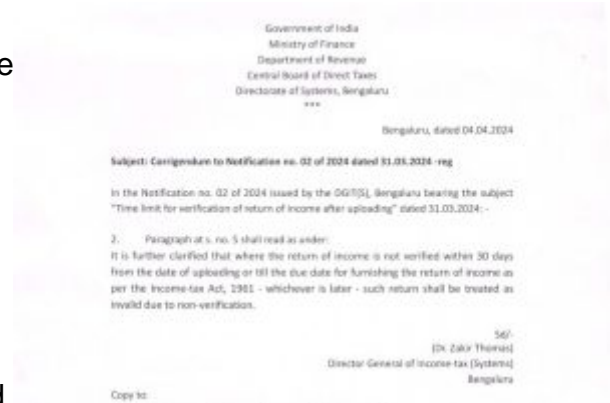 Government of India
Ministry of Finance
Department of Revenue
Central Board of Direct Taxes
Directorate of Systems, Bengaluru
***
Bengaluru, dated 04.04.2024
Subject: Corrigendum to Notification no. 02 of 2024 dated 31.03.2024 -reg
In the Notification no. 02 of 2024 issued by the DGIT(S), Bengaluru bearing the subject
"Time limit for verification of return of income after uploading" dated 31.03.2024: -
2. Paragraph at s. no. 5 shall read as under:
It is further clarified that where the return of income is not verified within 30 days
from the date of uploading or till the due date for furnishing the return of income as
per the Income-tax Act, 1961 - whichever is later - such return shall be treated as
invalid due to non-verification.
Sd/-
(Dr. Zakir Thomas)
Director General of Income-tax (Systems)
Bengaluru
Copy to: